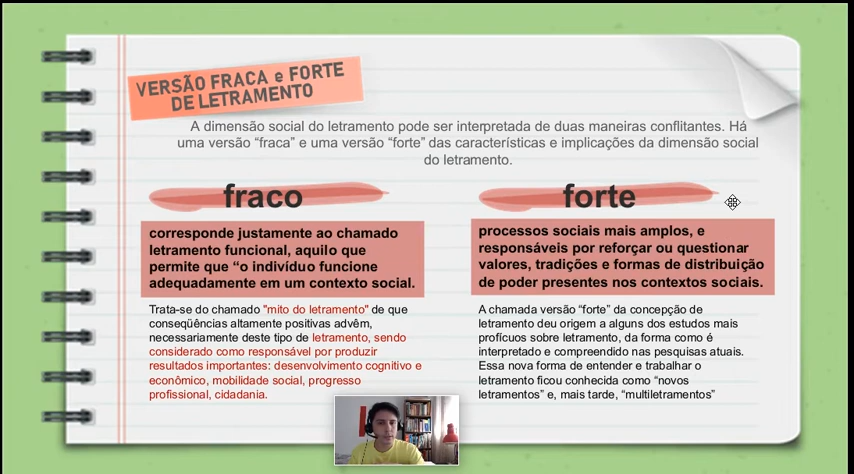 VERSÃO FRACA e FORTE
DE LETRAMENTO
A dimensão social do letramento pode ser interpretada de duas maneiras conflitantes. Há
uma versão “fraca” e uma versão “forte” das características e implicações da dimensão social
do letramento.
fraco
corresponde justamente ao chamado
letramento funcional, aquilo que
permite que “o indivíduo funcione
adequadamente em um contexto social.
Trata-se do chamado "mito do letramento" de que
conseqüências altamente positivas advêm,
necessariamente deste tipo de letramento, sendo
considerado como responsável por produzir
resultados importantes: desenvolvimento cognitivo e
econômico, mobilidade social, progresso
profissional, cidadania.
forte
processos sociais mais amplos, e
responsáveis por reforçar ou questionar
valores, tradições e formas de distribuição
de poder presentes nos contextos sociais.
A chamada versão “forte” da concepção de
letramento deu origem a alguns dos estudos mais
profícuos sobre letramento, da forma como é
interpretado e compreendido nas pesquisas atuais.
Essa nova forma de entender e trabalhar o
letramento ficou conhecida como “novos
letramentos” e, mais tarde, “multiletramentos”